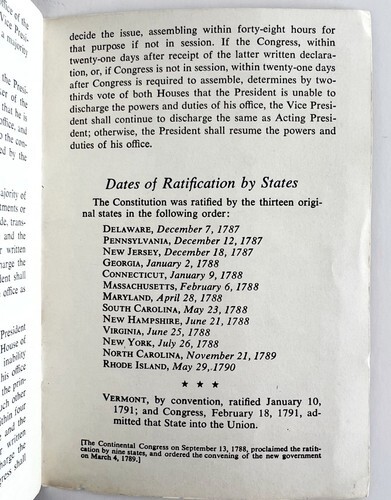 decide the issue, assembling within forty-eight hours for
that purpose if not in session. If the Congress, within
twenty-one days after receipt of the latter written declara-
tion, or, if Congress is not in session, within twenty-one days
after Congress is required to assemble, determines by two-
thirds vote of both Houses that the President is unable to
discharge the powers and duties of his office, the Vice Presi-
dent shall continue to discharge the same as Acting Presi-
dent; otherwise, the President shall resume the powers and
duties of his office.
Dates of Ratification by States
The Constitution was ratified by the thirteen origi-
nal states in the following order:
DELAWARE, December 7, 1787
PENNSYLVANIA, December 12, 1787
NEW JERSEY, December 18, 1787
GEORGIA, January 2, 1788
CONNECTICUT, January 9, 1788
MASSACHUSETTS, February 6, 1788
MARYLAND, April 28, 1788
SOUTH CAROLINA, May 23, 1788
NEW HAMPSHIRE, June 21, 1788
VIRGINIA, June 25, 1788
NEW YORK, July 26, 1788
NORTH CAROLINA, November 21, 1789
RHODE ISLAND, May 29, 1790
★ ★ ★
VERMONT, by convention, ratified January 10,
1791; and Congress, February 18, 1791, ad-
mitted that State into the Union.
[The Continental Congress on September 13, 1788, proclaimed the ratifi-
cation by nine states, and ordered the convening of the new government
on March 4, 1789.]